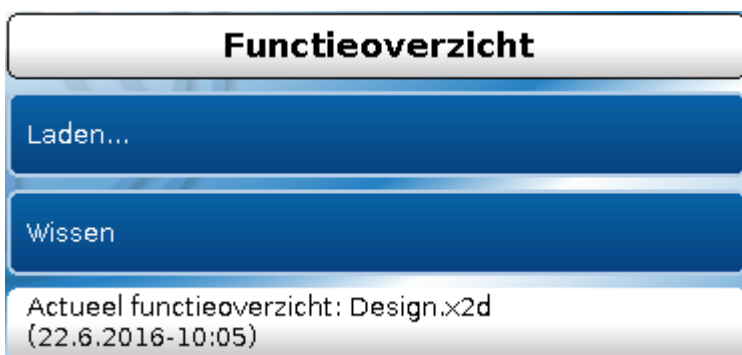 Functieoverzicht
Laden...
Wissen
Actueel functieoverzicht: Design.x2d
(22.6.2016-10:05)